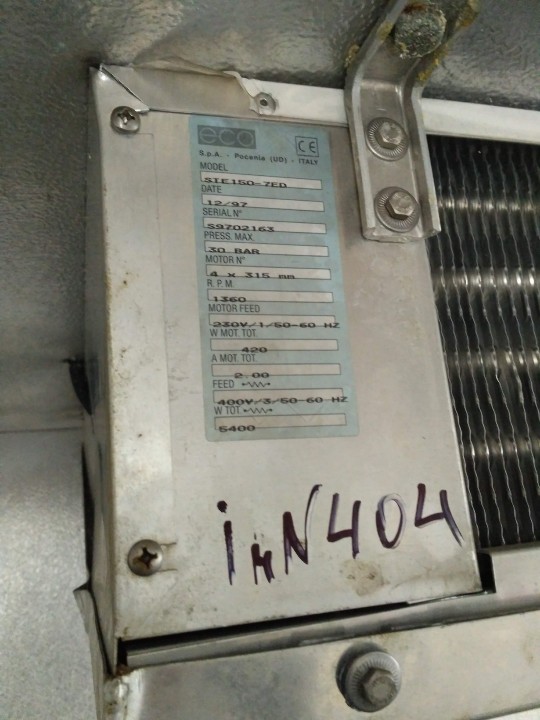 eco
CE
S.p.A. - Pocenia (UD) - ITALY
MODEL
STE150-7ED
DATE
12/97
SERIAL N°
S9702163
PRESS. MAX.
30 BAR
MOTOR N°
4 x 315 mm
R.P.M.
1360
MOTOR FEED
230V/1/50-60 HZ
W MOT. TOT.
420
A MOT. TOT.
2.00
FEED
400V/3/50-60 HZ
W TOT.
5400
імN404